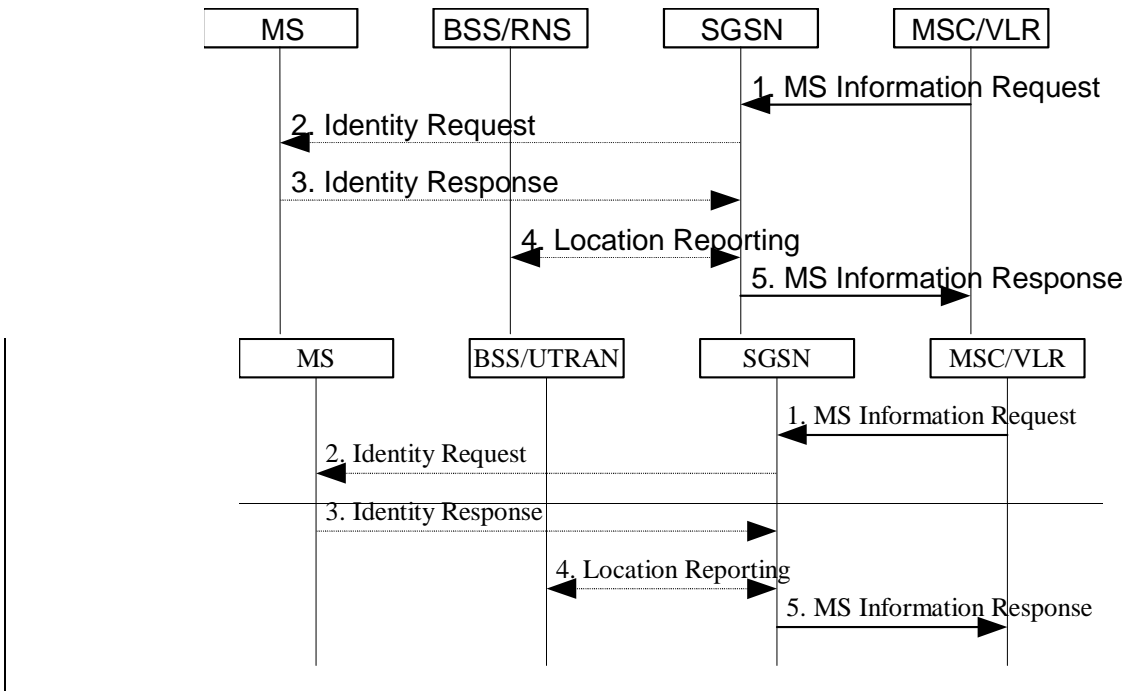 MS BSS/RNS SGSN MSC/VLR
1. MS Information Request
2. Identity Request
3. Identity Response
4. Location Reporting
5. MS Information Response
MS BSS/UTRAN SGSN MSC/VLR
1. MS Information Request
2. Identity Request
3. Identity Response
4. Location Reporting
5. MS Information Response